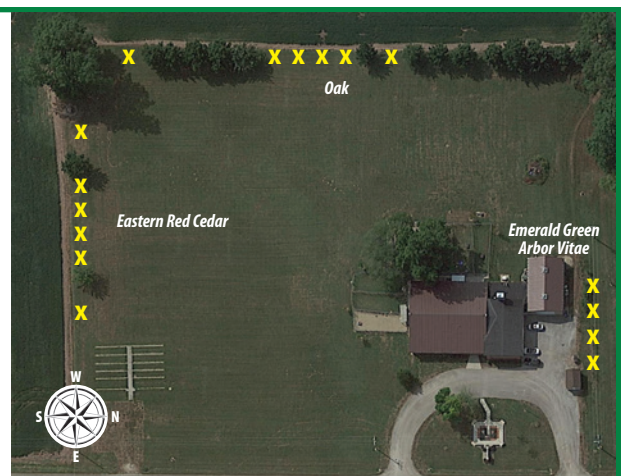 X X X X X X
Oak
X
X
X
X
X
X
Eastern Red Cedar
Emerald Green
Arbor Vitae
X
X
X
X
W
S N
E